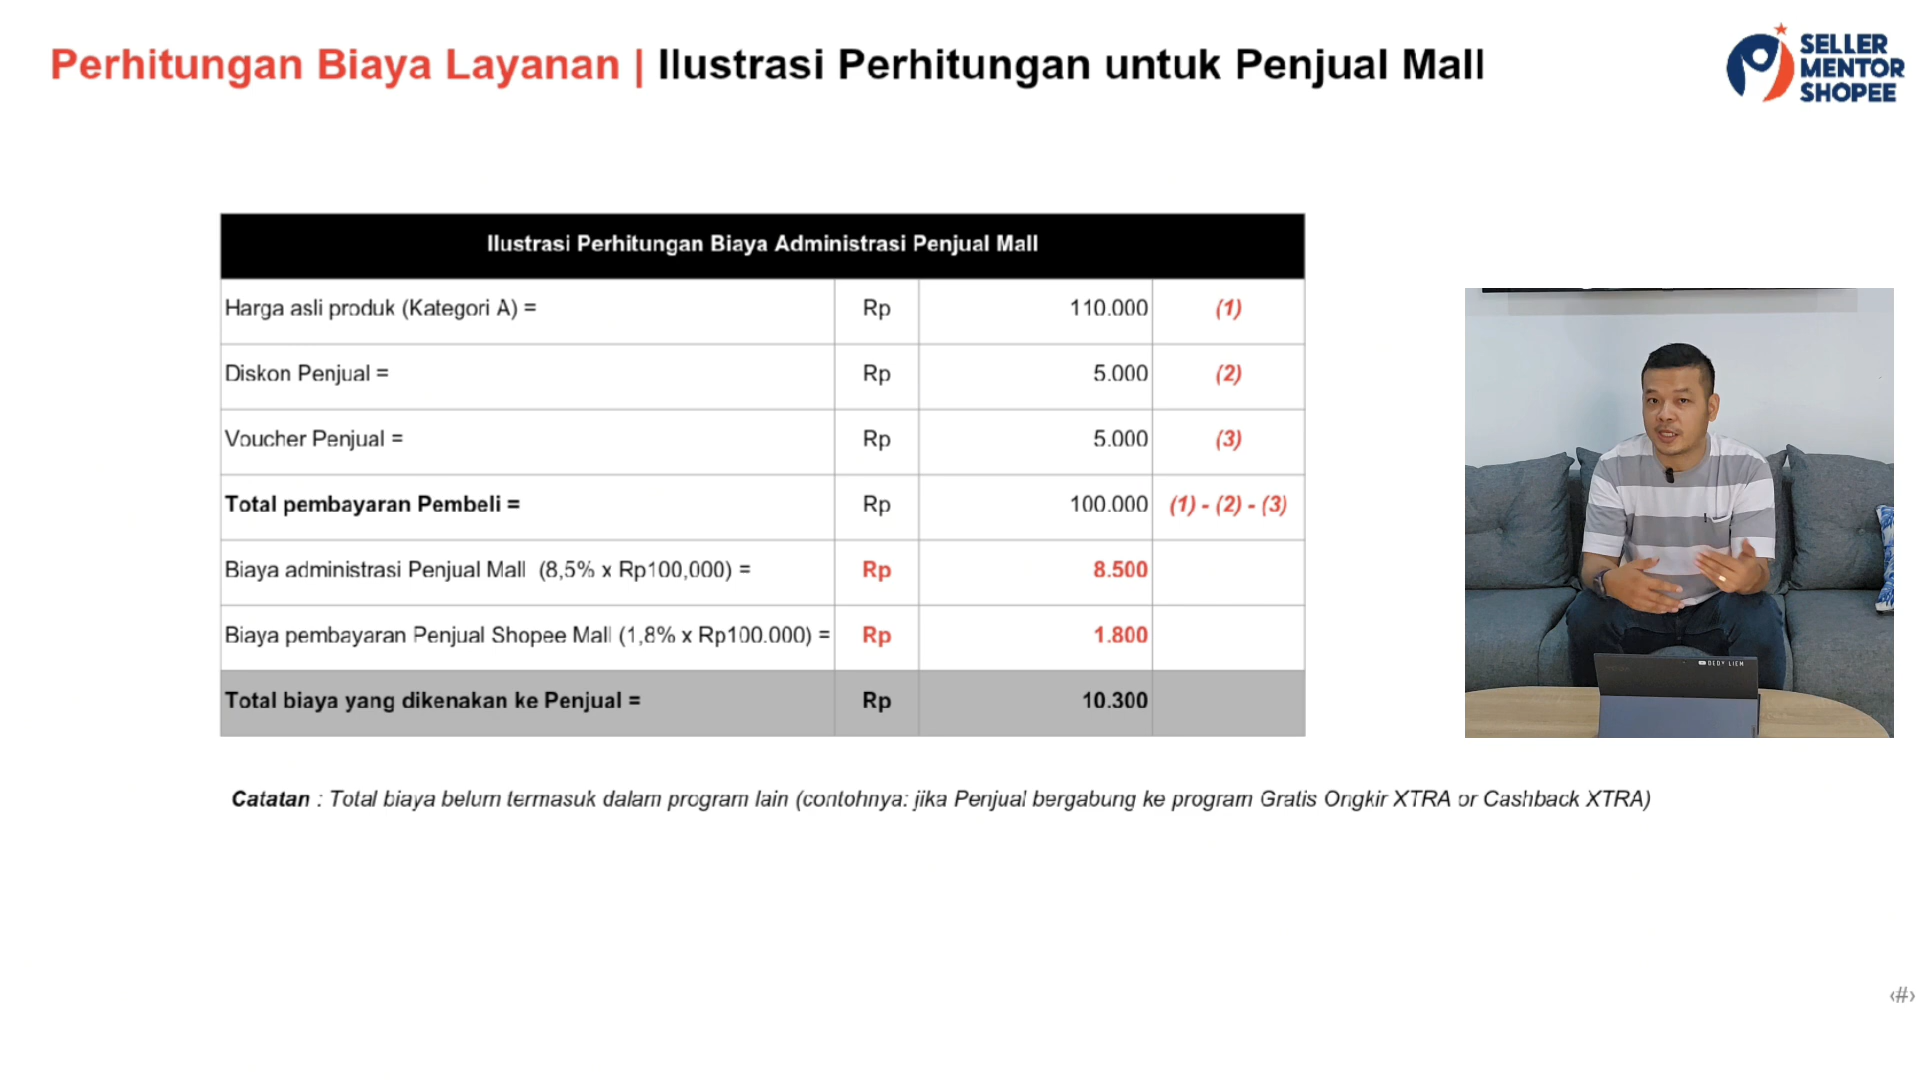 Perhitungan Biaya Layanan | Ilustrasi Perhitungan untuk Penjual Mall
SELLER
MENTOR
SHOPEE
Ilustrasi Perhitungan Biaya Administrasi Penjual Mall
Harga asli produk (Kategori A) = Rp 110.000 (1)
Diskon Penjual = Rp 5.000 (2)
Voucher Penjual = Rp 5.000 (3)
Total pembayaran Pembeli = Rp 100.000 (1) - (2) - (3)
Biaya administrasi Penjual Mall (8,5% x Rp100,000) = Rp 8.500
Biaya pembayaran Penjual Shopee Mall (1,8% x Rp100.000) = Rp 1.800
Total biaya yang dikenakan ke Penjual = Rp 10.300
DEDY LIEM
Catatan : Total biaya belum termasuk dalam program lain (contohnya: jika Penjual bergabung ke program Gratis Ongkir XTRA or Cashback XTRA)
‹#›